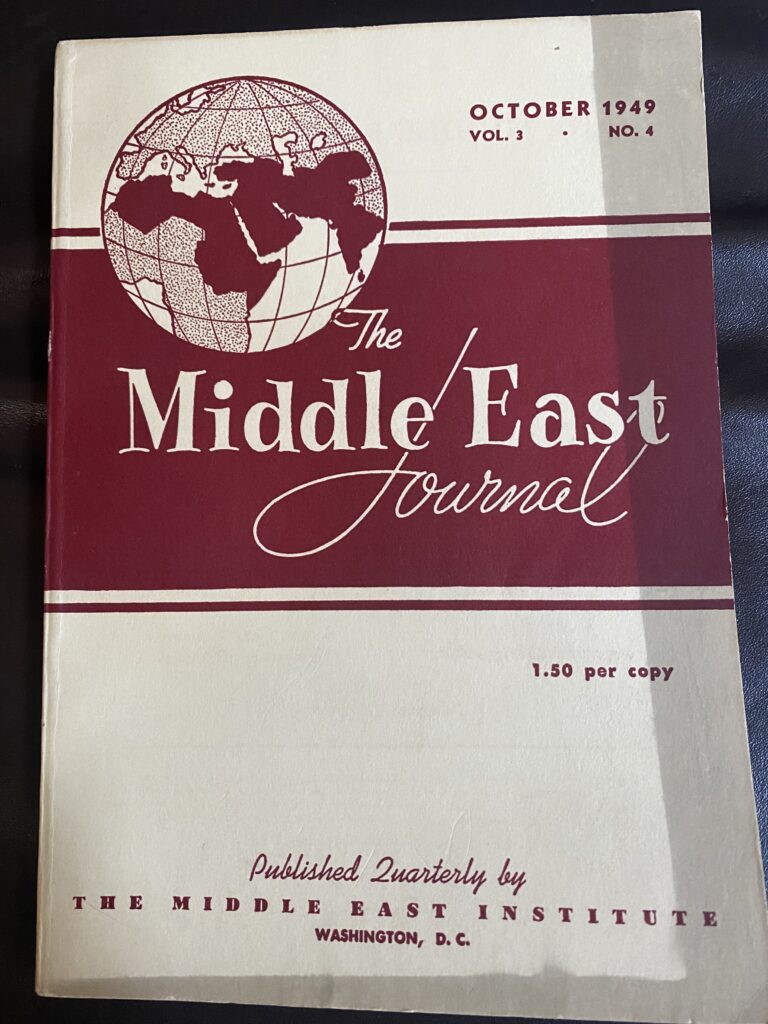 OCTOBER 1949
VOL. 3 • NO. 4
The
Middle East
Journal
1.50 per copy
Published Quarterly by
THE MIDDLE EAST INSTITUTE
WASHINGTON, D. C.